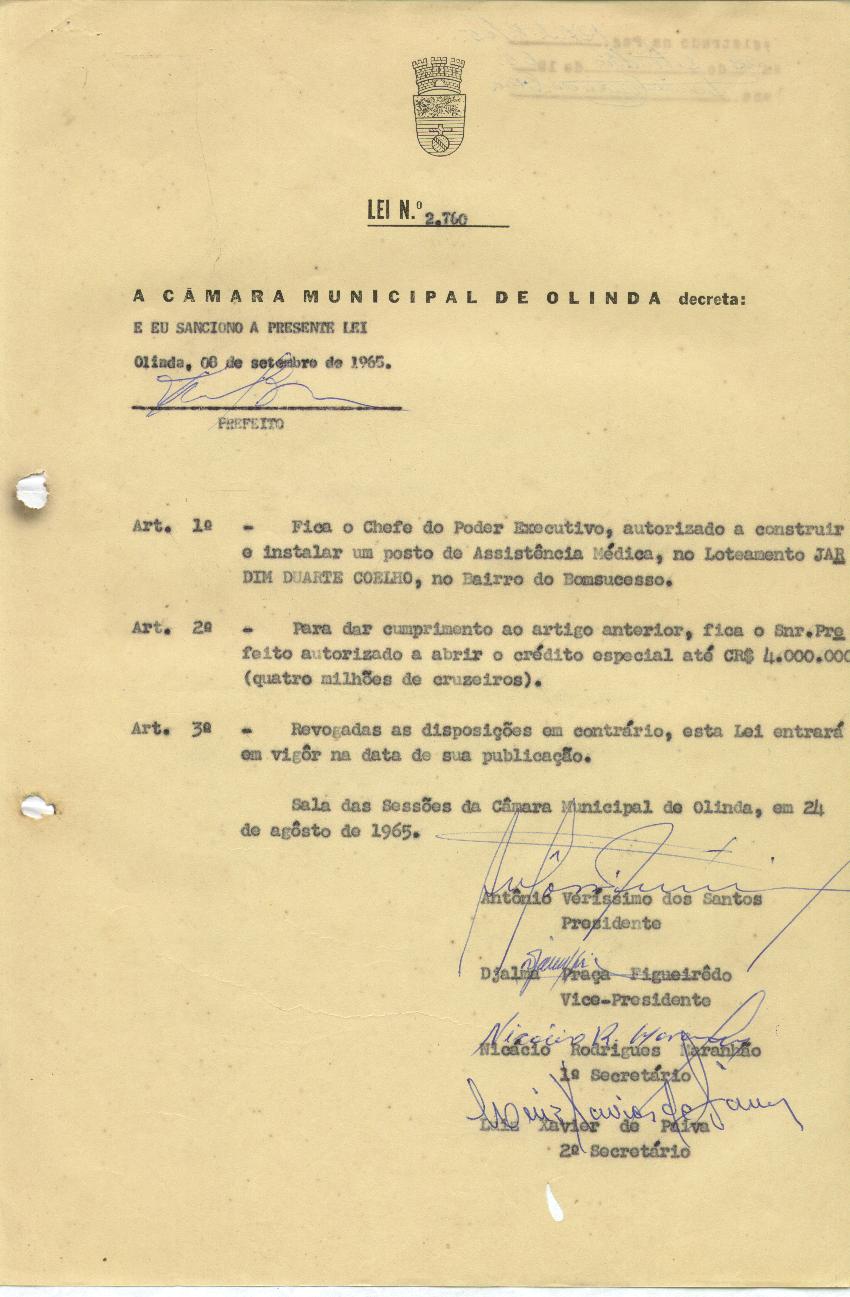 LEI N.º 2.760
A CÂMARA MUNICIPAL DE OLINDA decreta:
E EU SANCIONO A PRESENTE LEI
Olinda, 08 de setembro de 1965.
PREFEITO
Art. 1º - Fica o Chefe do Poder Executivo, autorizado a construir
e instalar um posto de Assistência Médica, no Loteamento JAR
DIM DUARTE COELHO, no Bairro do Bomsucesso.
Art. 2º - Para dar cumprimento ao artigo anterior, fica o Snr.Pre
feito autorizado a abrir o crédito especial até CR$ 4.000.000
(quatro milhões de cruzeiros).
Art. 3º - Revogadas as disposições em contrário, esta Lei entrará
em vigôr na data de sua publicação.
Sala das Sessões da Câmara Municipal de Olinda, em 24
de agôsto de 1965.
Antônio Veríssimo dos Santos
Presidente
Djalma Praça Figueirêdo
Vice-Presidente
Nicácio R. Maranhão
Nicácio Rodrigues Maranhão
1º Secretário
Luiz Xavier de Paiva
2º Secretário